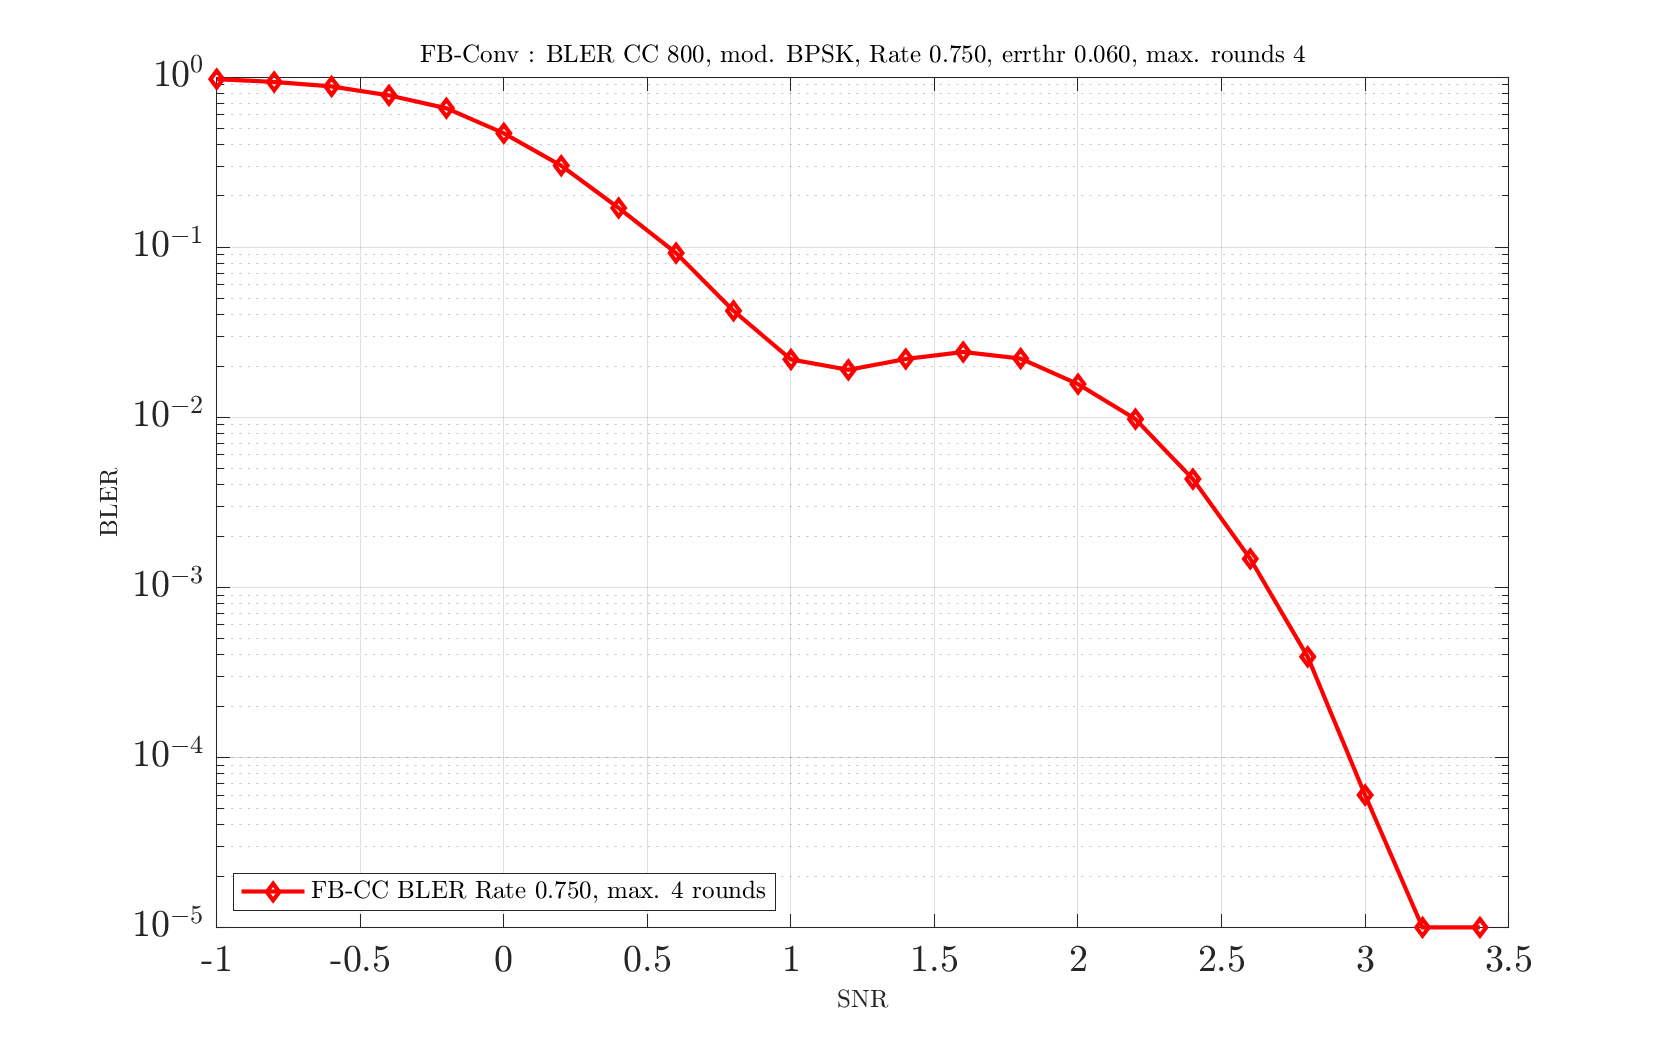 FB-Conv : BLER CC 800, mod. BPSK, Rate 0.750, errthr 0.060, max. rounds 4
10^0
10^{-1}
10^{-2}
10^{-3}
10^{-4}
10^{-5}
BLER
FB-CC BLER Rate 0.750, max. 4 rounds
-1 -0.5 0 0.5 1 1.5 2 2.5 3 3.5
SNR